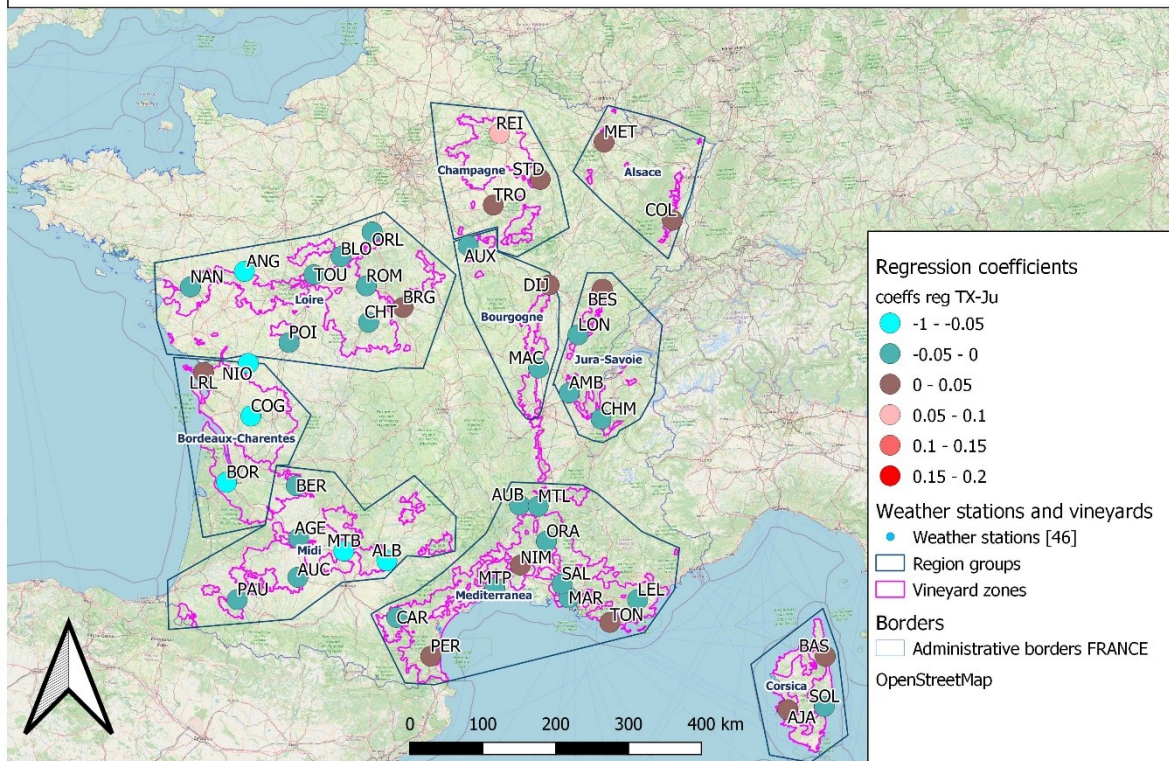 REI
MET
Champagne
STD
Alsace
TRO
COL
ORL
AUX
BLO
ANG
NAN
TOU
ROM
DIJ
BES
Loire
BRG
Bourgogne
LON
CHT
POI
MAC
Jura-Savoie
NIO
LRL
AMB
CHM
COG
Bordeaux-Charentes
BOR
BER
AUB
MTL
AGE
ORA
MTB
Midi
ALB
NIM
AUC
MTP
SAL
PAU
Mediterranea
MAR
LEL
CAR
TON
PER
BAS
Corsica
SOL
AJA
0 100 200 300 400 km
Regression coefficients
coeffs reg TX-Ju
-1 - -0.05
-0.05 - 0
0 - 0.05
0.05 - 0.1
0.1 - 0.15
0.15 - 0.2
Weather stations and vineyards
Weather stations [46]
Region groups
Vineyard zones
Borders
Administrative borders FRANCE
OpenStreetMap